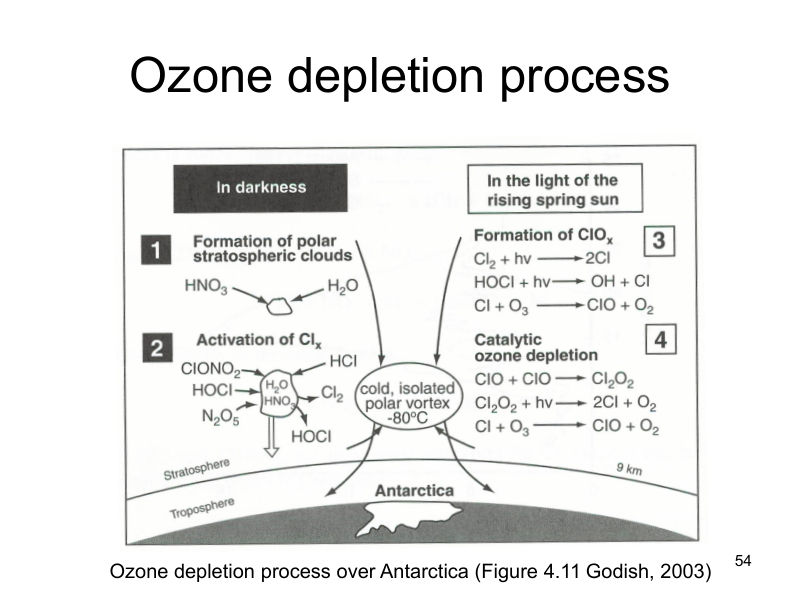 Ozone depletion process
In darkness
1
Formation of polar
stratospheric clouds
HNO₃
H₂O
2
Activation of Clₓ
ClONO₂
HCl
HOCl
H₂O
HNO₃
Cl₂
N₂O₅
HOCl
In the light of the
rising spring sun
Formation of ClOₓ
3
Cl₂ + hv → 2Cl
HOCl + hv → OH + Cl
Cl + O₃ → ClO + O₂
4
Catalytic
ozone depletion
ClO + ClO → Cl₂O₂
Cl₂O₂ + hv → 2Cl + O₂
Cl + O₃ → ClO + O₂
cold, isolated
polar vortex
-80°C
Stratosphere
9 km
Troposphere
Antarctica
Ozone depletion process over Antarctica (Figure 4.11 Godish, 2003)
54